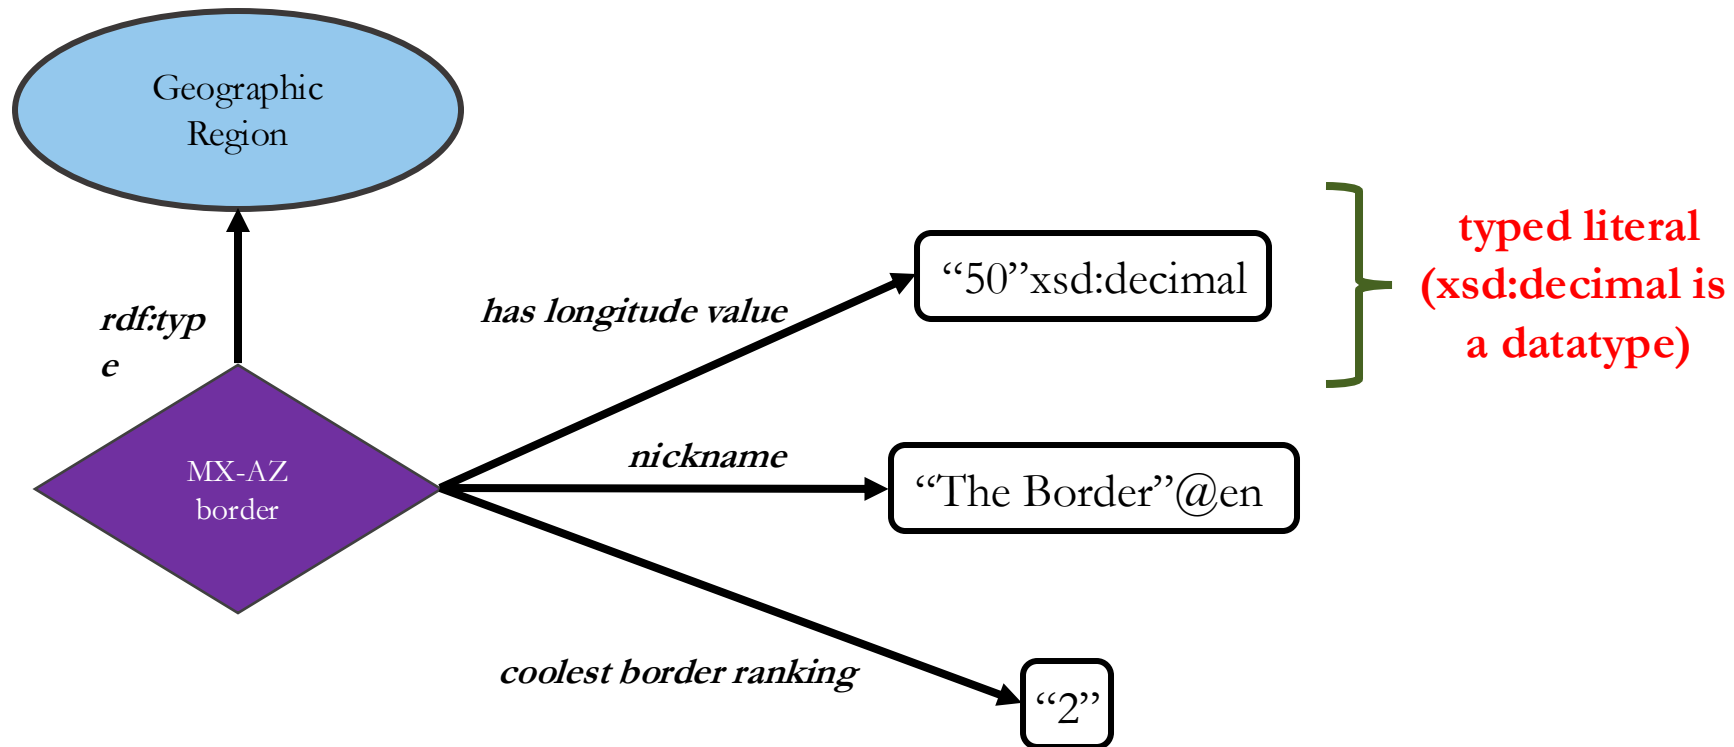 Geographic
Region
rdf:typ
e
MX-AZ
border
has longitude value
“50”xsd:decimal
typed literal
(xsd:decimal is
a datatype)
nickname
“The Border”@en
coolest border ranking
“2”